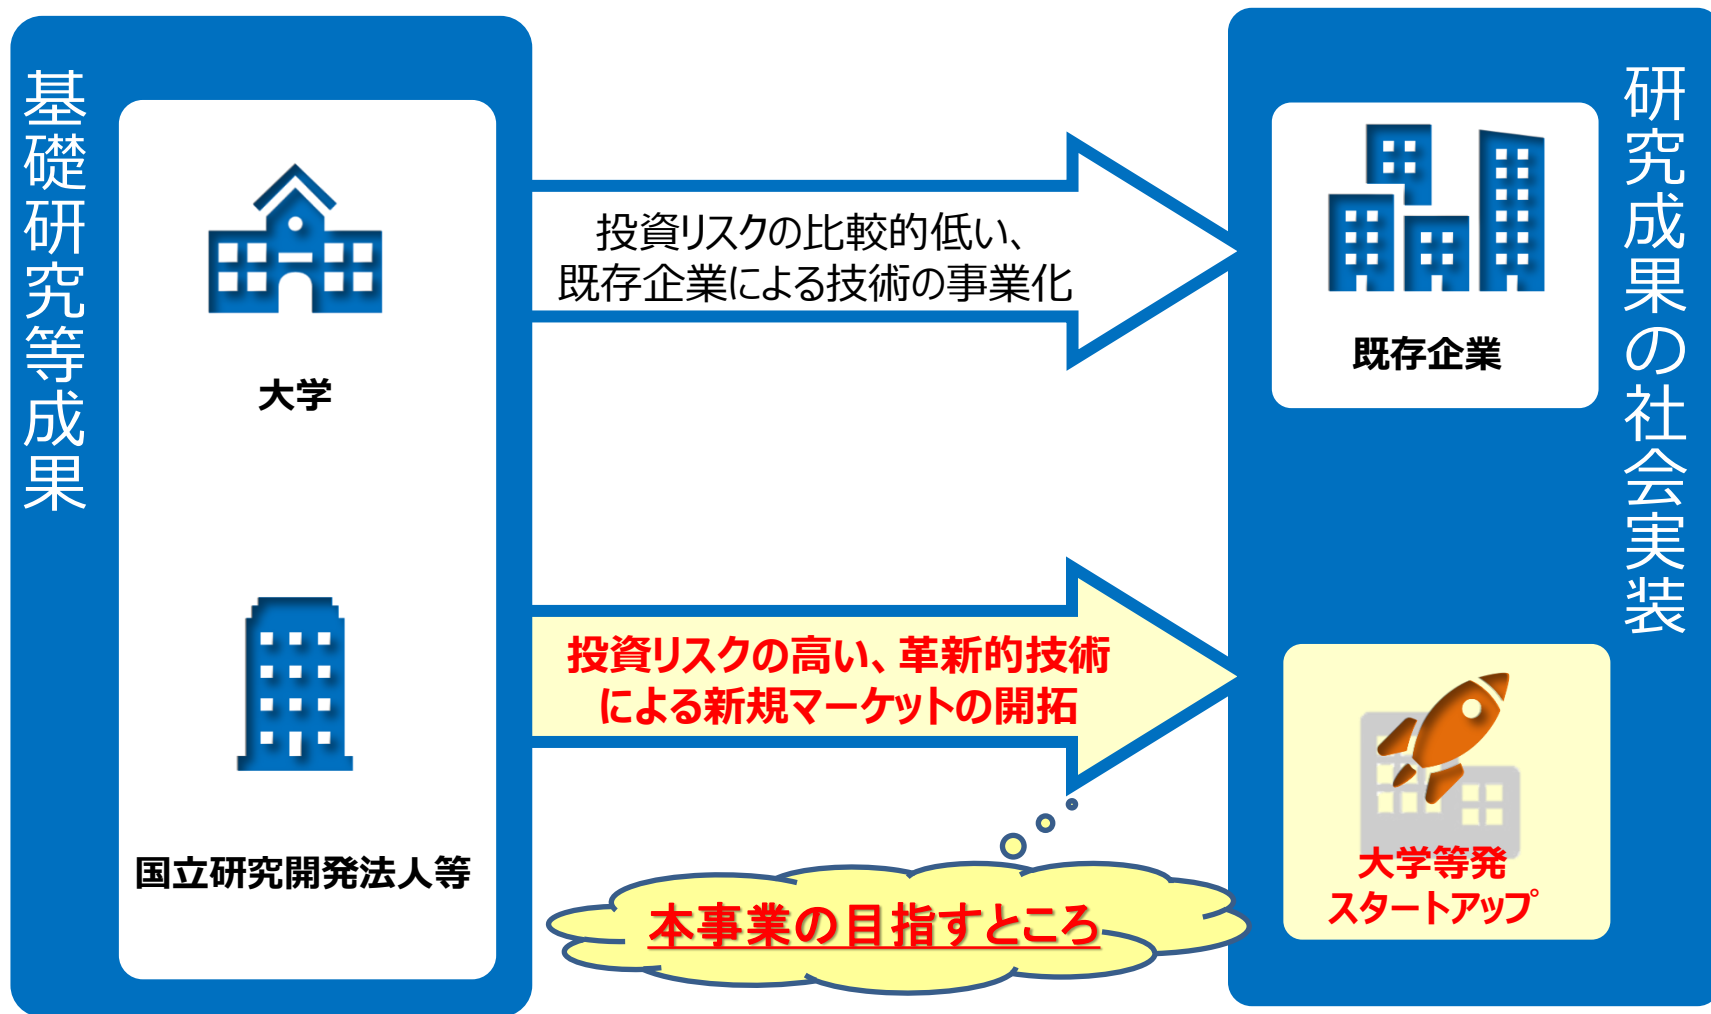 基礎研究等成果
大学
国立研究開発法人等
投資リスクの比較的低い、
既存企業による技術の事業化
投資リスクの高い、革新的技術
による新規マーケットの開拓
本事業の目指すところ
研究成果の社会実装
既存企業
大学等発
スタートアップ